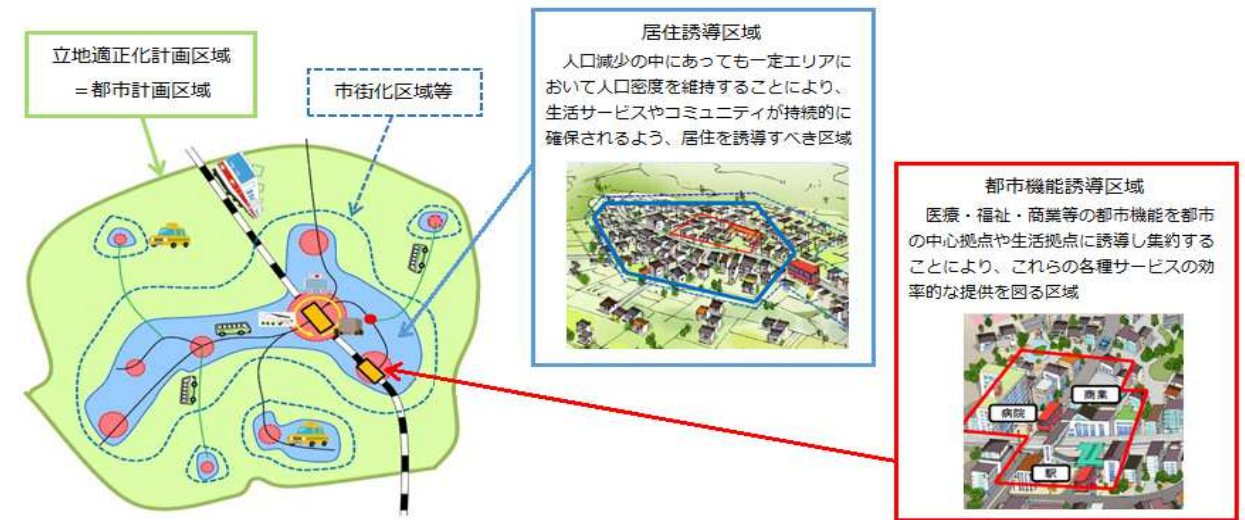 立地適正化計画区域
＝都市計画区域
市街化区域等
居住誘導区域
人口減少の中にあっても一定エリアに
おいて人口密度を維持することにより、
生活サービスやコミュニティが持続的に
確保されるよう、居住を誘導すべき区域
都市機能誘導区域
医療・福祉・商業等の都市機能を都市
の中心拠点や生活拠点に誘導し集約する
ことにより、これらの各種サービスの効
率的な提供を図る区域
商業
病院
駅